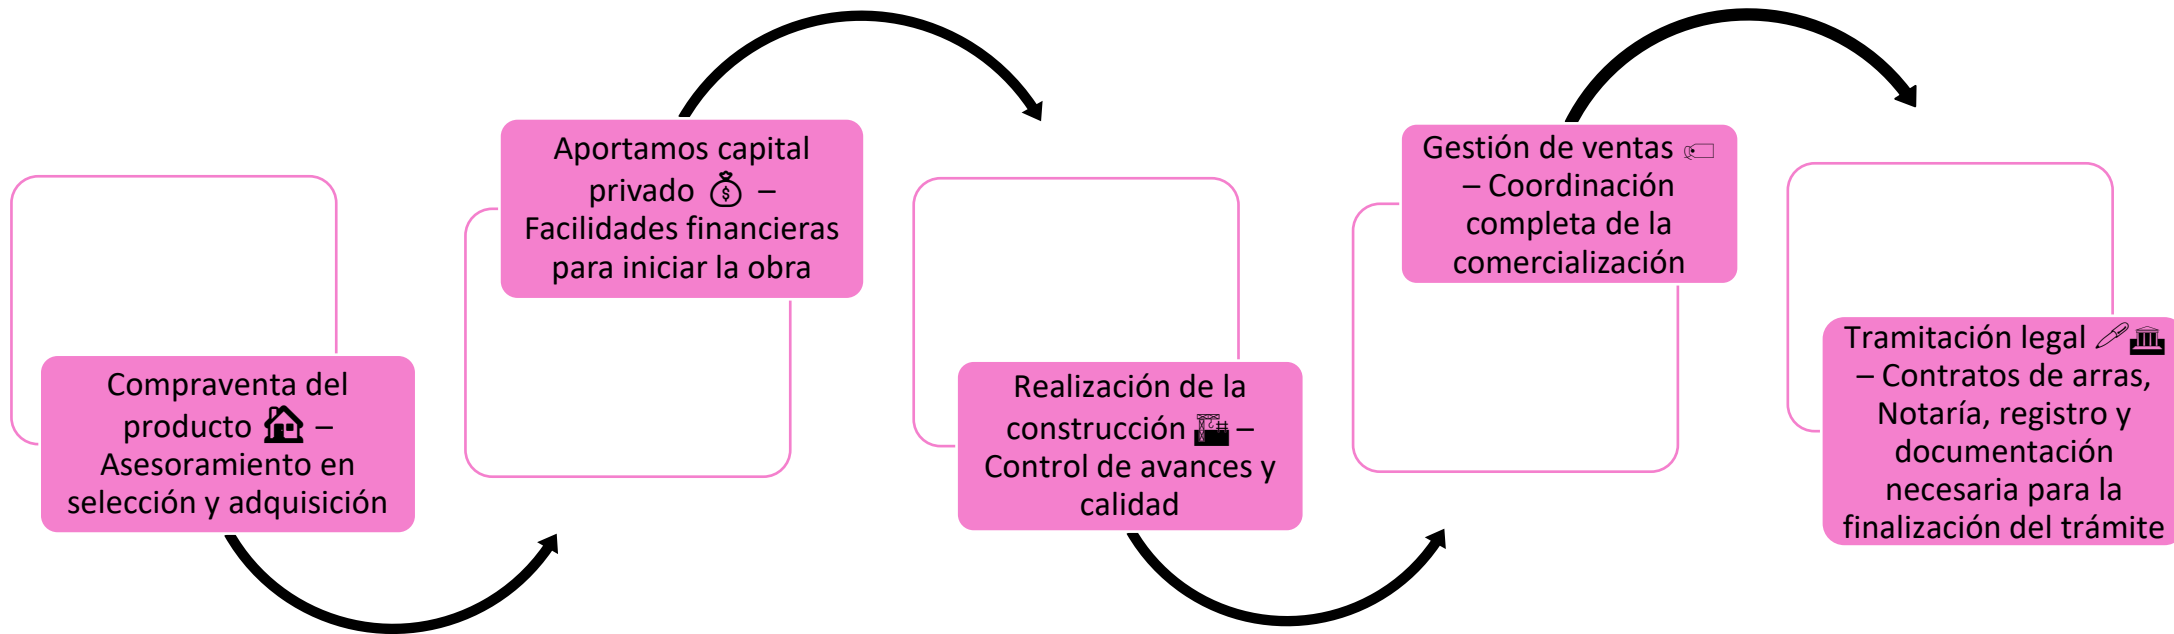 Compraventa del
producto 🏠 –
Asesoramiento en
selección y adquisición
Aportamos capital
privado 💰 –
Facilidades financieras
para iniciar la obra
Realización de la
construcción 🏗 –
Control de avances y
calidad
Gestión de ventas 🏷
– Coordinación
completa de la
comercialización
Tramitación legal 🖊🏛
– Contratos de arras,
Notaría, registro y
documentación
necesaria para la
finalización del trámite